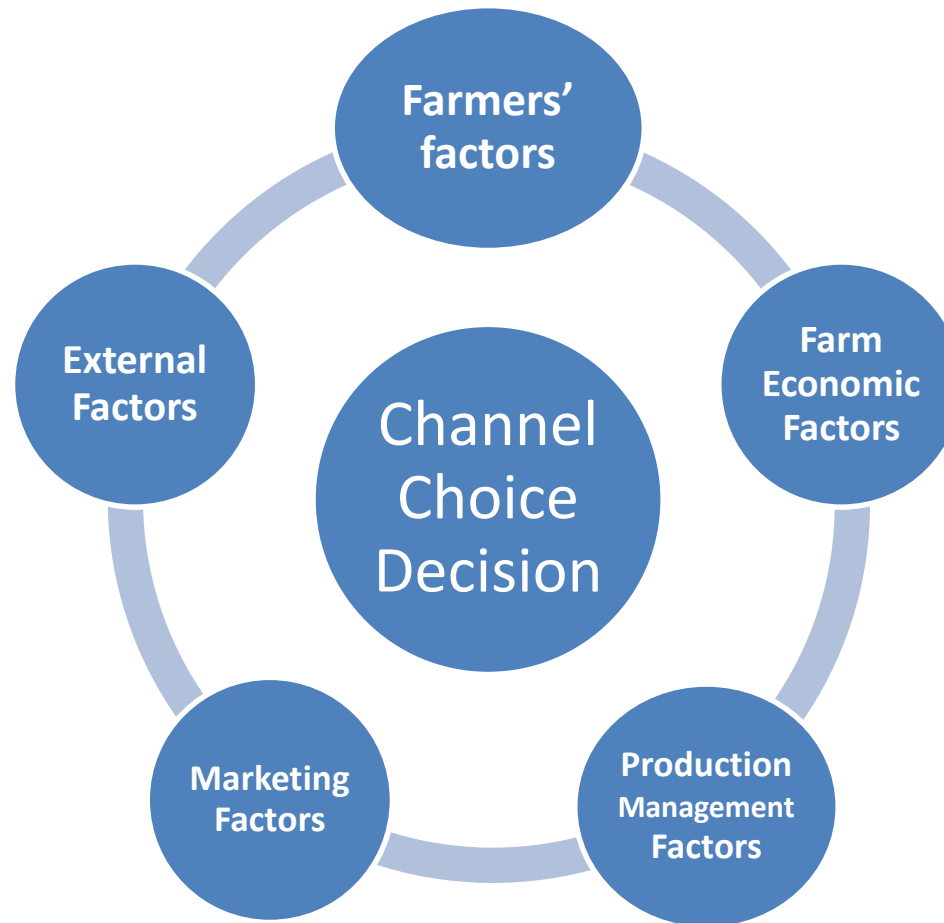 Farmers’
factors
Farm
Economic
Factors
Production
Management
Factors
Marketing
Factors
External
Factors
Channel
Choice
Decision